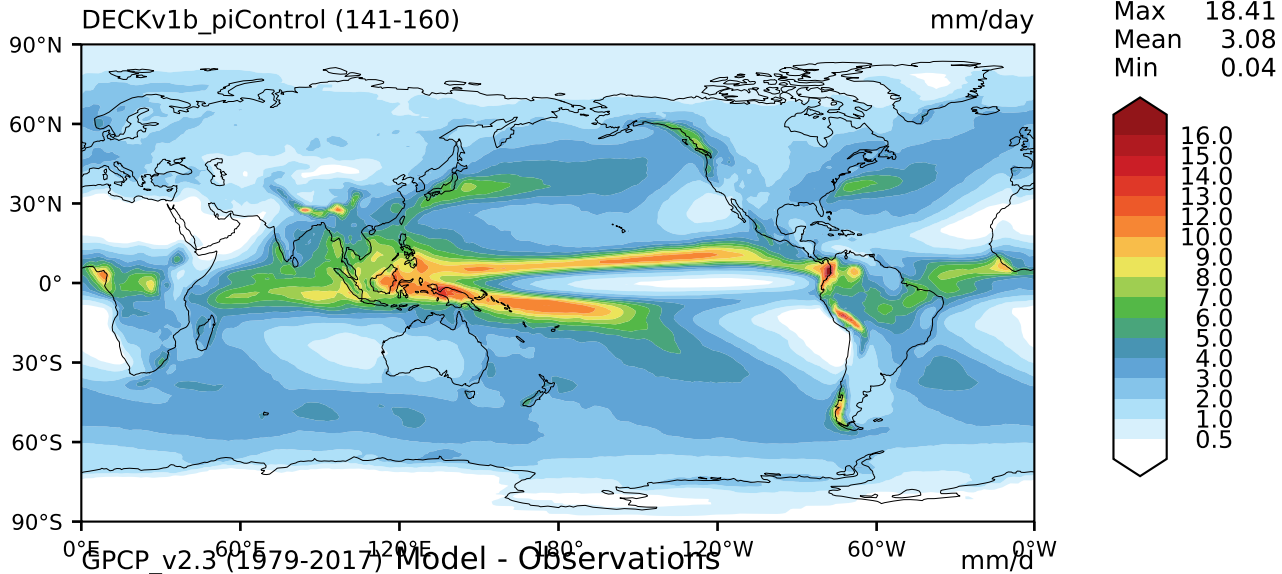 DECKv1b_piControl (141-160) mm/day
Max 18.41
Mean 3.08
Min 0.04
90°N
60°N
30°N
0°
30°S
60°S
90°S
0°E 60°E 120°E 180° 120°W 60°W 0°W
16.0
15.0
14.0
13.0
12.0
10.0
9.0
8.0
7.0
6.0
5.0
4.0
3.0
2.0
1.0
0.5
GPCP_v2.3 (1979-2017) Model - Observations mm/d